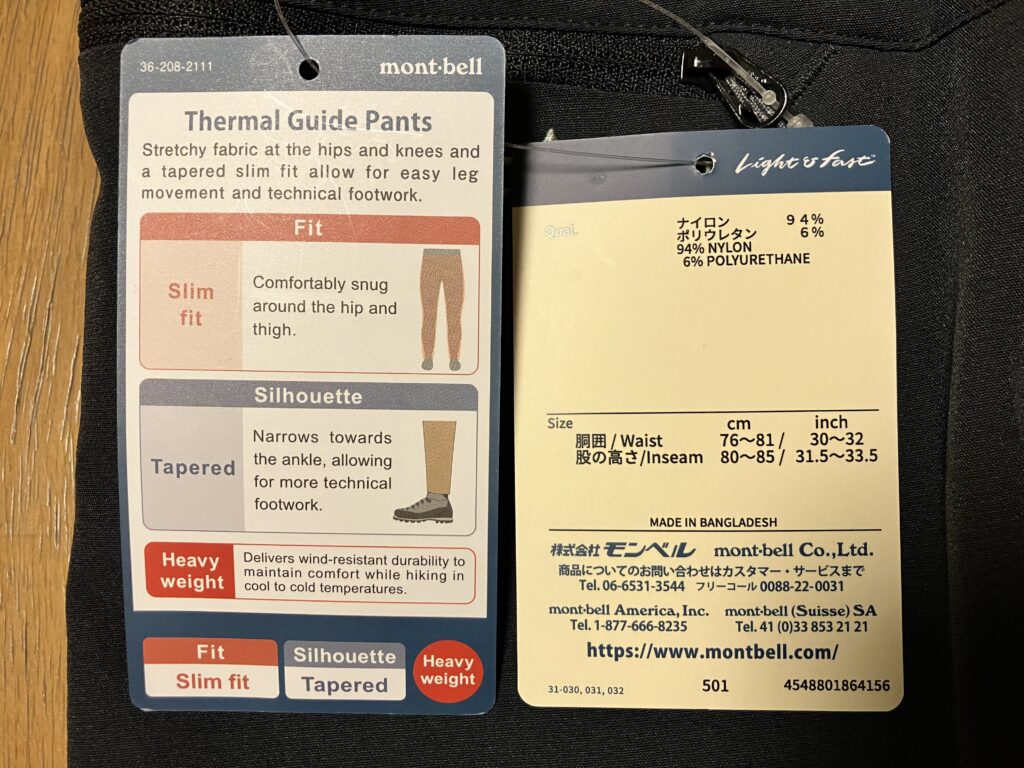 36-208-2111
mont-bell
Thermal Guide Pants
Stretchy fabric at the hips and knees and
a tapered slim fit allow for easy leg
movement and technical footwork.
Fit
Slim
fit
Comfortably snug
around the hip and
thigh.
Silhouette
Tapered
Narrows towards
the ankle, allowing
for more technical
footwork.
Heavy
weight
Delivers wind-resistant durability to
maintain comfort while hiking in
cool to cold temperatures.
Fit
Slim fit
Silhouette
Tapered
Heavy
weight
Light & Fast
Qual.
ナイロン 94%
ポリウレタン 6%
94% NYLON
6% POLYURETHANE
Size cm inch
胴囲 / Waist 76～81 / 30～32
股の高さ/Inseam 80～85 / 31.5～33.5
MADE IN BANGLADESH
株式会社 モンベル mont-bell Co.,Ltd.
商品についてのお問い合わせはカスタマー・サービスまで
Tel. 06-6531-3544 フリーコール 0088-22-0031
mont-bell America, Inc. mont-bell (Suisse) SA
Tel. 1-877-666-8235 Tel. 41 (0)33 853 21 21
https://www.montbell.com/
31-030, 031, 032 501 4548801864156